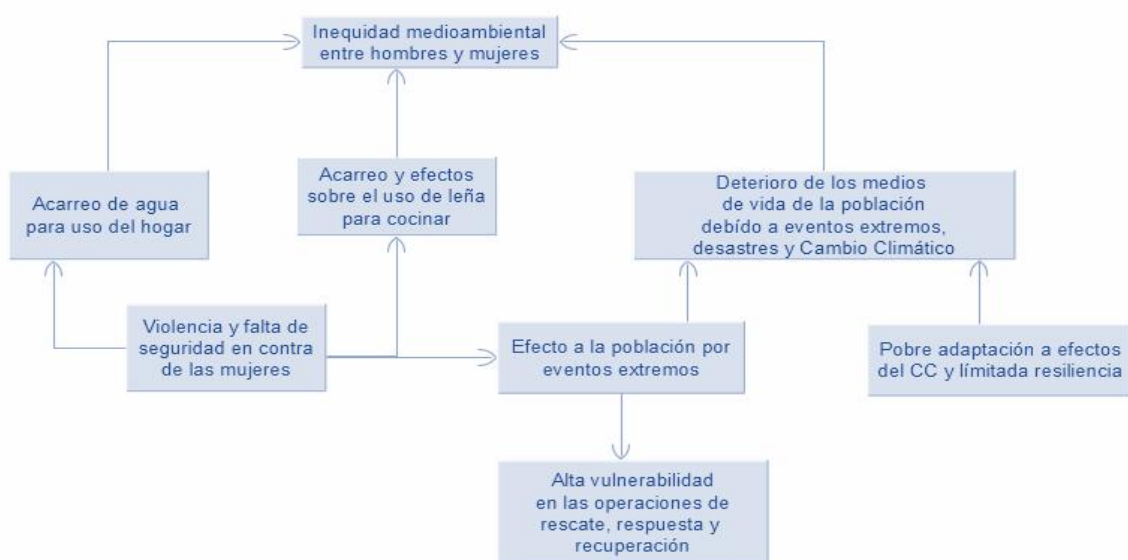 Inequidad medioambiental
entre hombres y mujeres
Acarreo de agua
para uso del hogar
Acarreo y efectos
sobre el uso de leña
para cocinar
Deterioro de los medios
de vida de la población
debído a eventos extremos,
desastres y Cambio Climático
Violencia y falta de
seguridad en contra
de las mujeres
Efecto a la población por
eventos extremos
Pobre adaptación a efectos
del CC y límitada resiliencia
Alta vulnerabilidad
en las operaciones de
rescate, respuesta y
recuperación